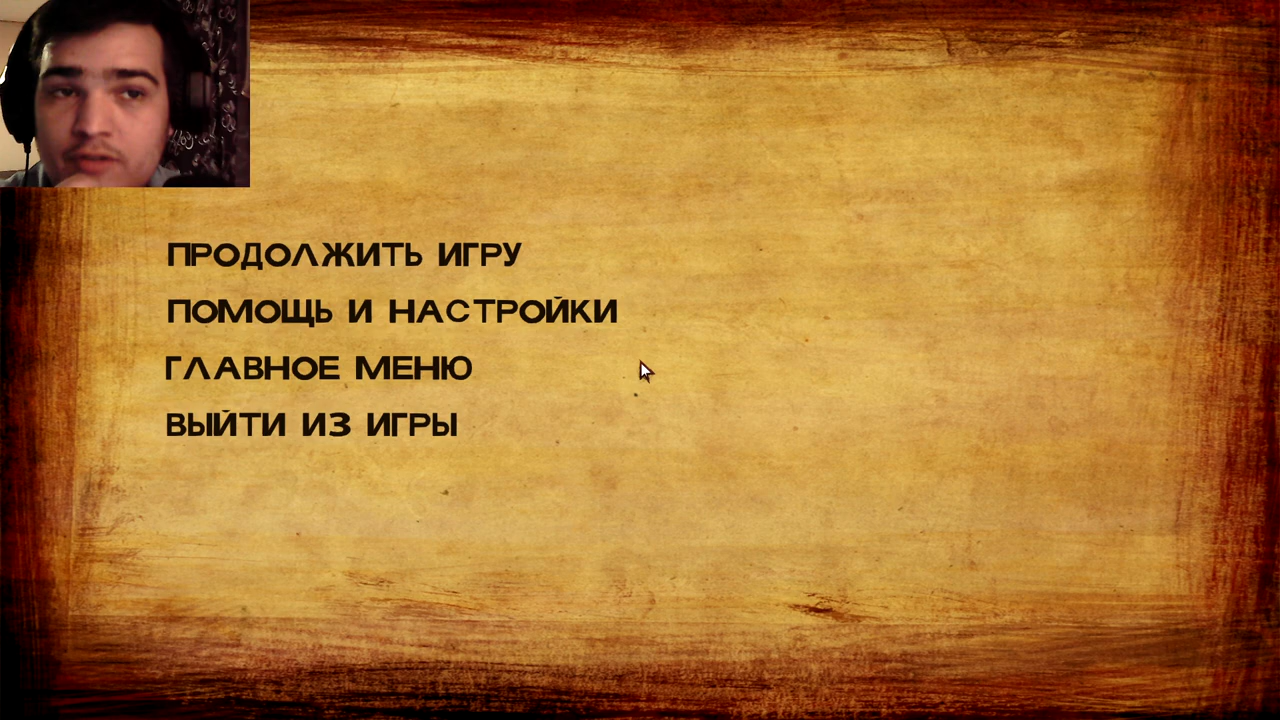 ПРОДОЛЖИТЬ ИГРУ
ПОМОЩЬ И НАСТРОЙКИ
ГЛАВНОЕ МЕНЮ
ВЫЙТИ ИЗ ИГРЫ